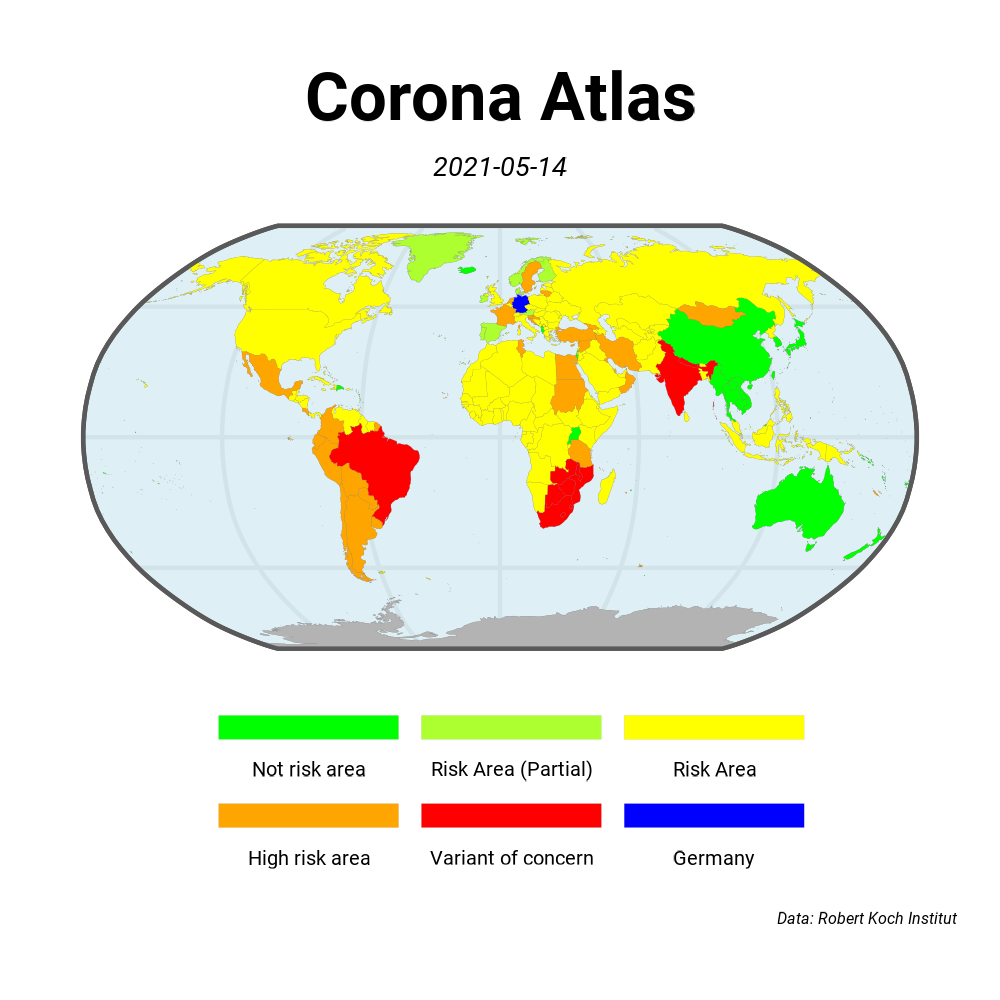 Corona Atlas
2021-05-14
Not risk area
Risk Area (Partial)
Risk Area
High risk area
Variant of concern
Germany
Data: Robert Koch Institut